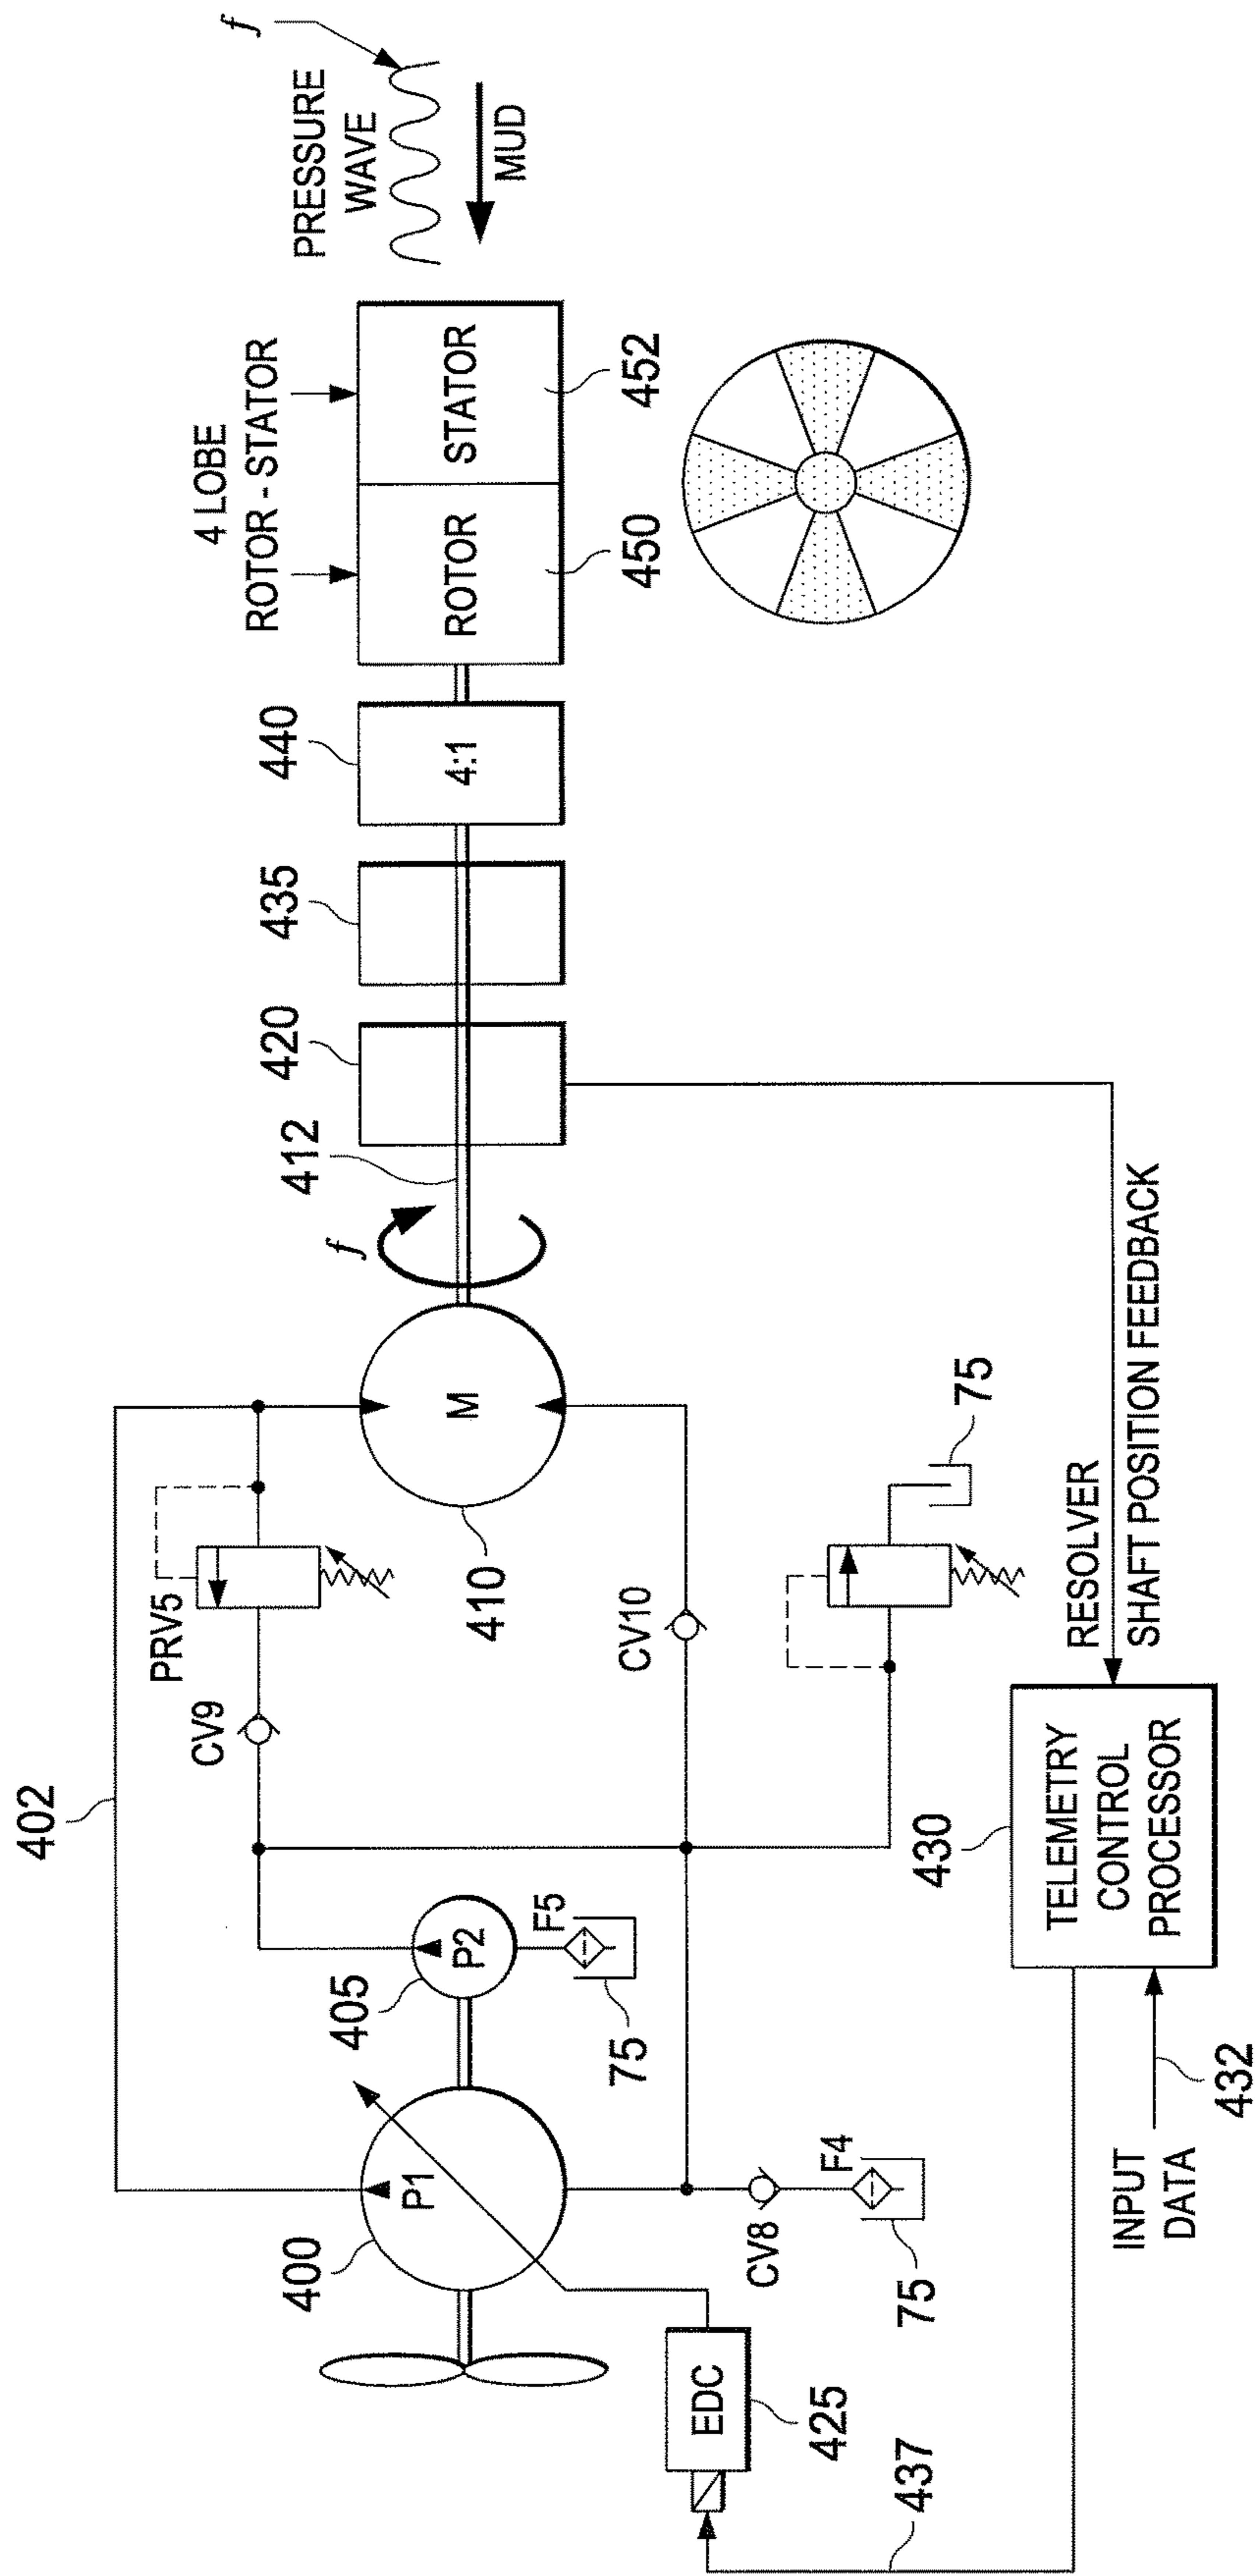 f
PRESSURE
WAVE
MUD
4 LOBE
ROTOR - STATOR
STATOR
452
ROTOR
450
440
4:1
435
420
412
f
M
410
402
PRV5
CV9
CV10
75
RESOLVER
SHAFT POSITION FEEDBACK
P2
405
F5
75
P1
400
CV8
F4
75
EDC
425
437
430
TELEMETRY
CONTROL
PROCESSOR
432
INPUT
DATA